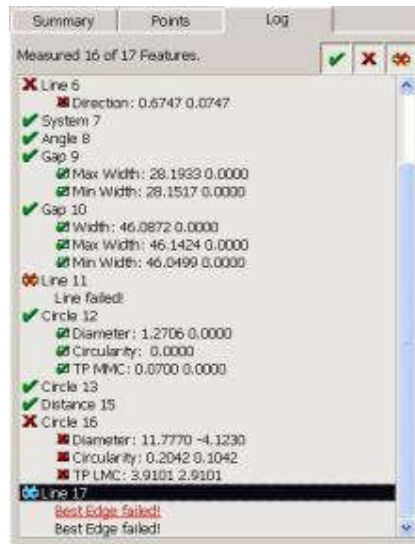 Summary Points Log
Measured 16 of 17 Features.
Line 6
Direction: 0.6747 0.0747
System 7
Angle 8
Gap 9
Max Width: 28.1933 0.0000
Min Width: 28.1517 0.0000
Gap 10
Width: 46.0872 0.0000
Max Width: 46.1424 0.0000
Min Width: 46.0499 0.0000
Line 11
Line failed!
Circle 12
Diameter: 1.2706 0.0000
Circularity: 0.0000
TP MMC: 0.0700 0.0000
Circle 13
Distance 15
Circle 16
Diameter: 11.7770 -4.1230
Circularity: 0.2042 0.1042
TP LMC: 3.9101 2.9101
Line 17
Best Edge failed!
Best Edge failed!